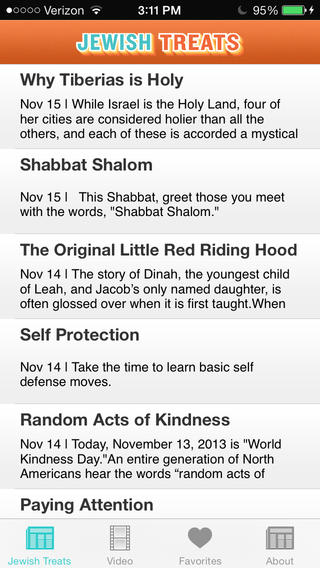 Verizon 3:11 PM 95%
JEWISH TREATS
Why Tiberias is Holy
Nov 15 | While Israel is the Holy Land, four of
her cities are considered holier than all the
others, and each of these is accorded a mystical
Shabbat Shalom
Nov 15 | This Shabbat, greet those you meet
with the words, "Shabbat Shalom."
The Original Little Red Riding Hood
Nov 14 | The story of Dinah, the youngest child
of Leah, and Jacob's only named daughter, is
often glossed over when it is first taught.When
Self Protection
Nov 14 | Take the time to learn basic self
defense moves.
Random Acts of Kindness
Nov 14 | Today, November 13, 2013 is "World
Kindness Day."An entire generation of North
Americans hear the words “random acts of
Paying Attention
Jewish Treats Video Favorites About